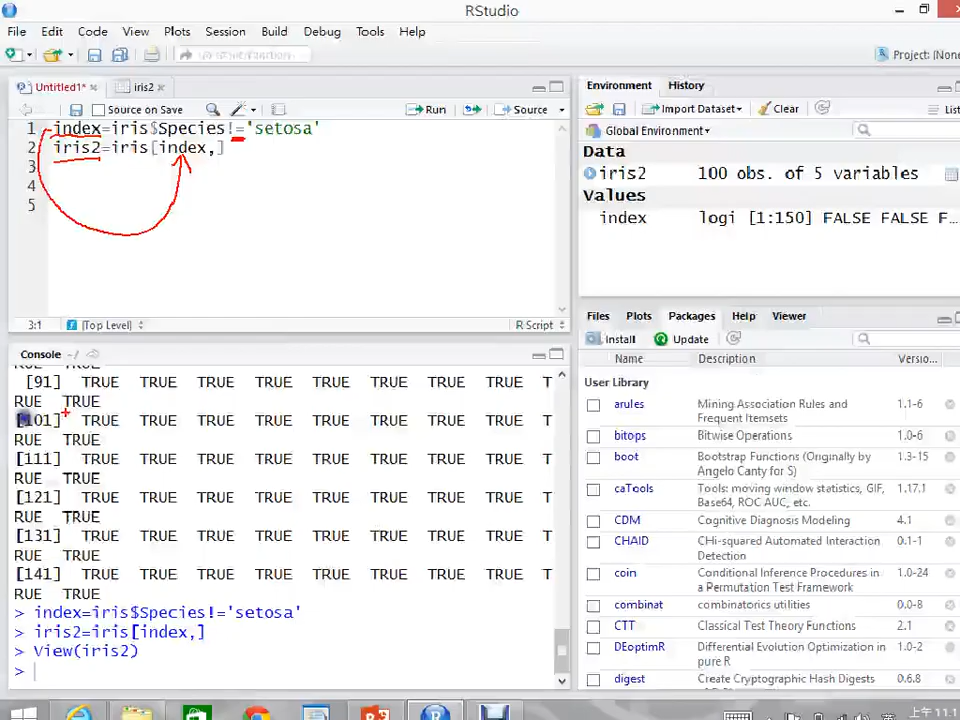 RStudio
File Edit Code View Plots Session Build Debug Tools Help
Project: (None
Untitled1* iris2
Source on Save Run Source
1 index=iris$Species!='setosa'
2 iris2=iris[index,]
3
4
5
3:1 (Top Level) R Script
Console ~/
RUE TRUE
[91] TRUE TRUE TRUE TRUE TRUE TRUE TRUE TRUE T
RUE TRUE
[101] TRUE TRUE TRUE TRUE TRUE TRUE TRUE TRUE T
RUE TRUE
[111] TRUE TRUE TRUE TRUE TRUE TRUE TRUE TRUE T
RUE TRUE
[121] TRUE TRUE TRUE TRUE TRUE TRUE TRUE TRUE T
RUE TRUE
[131] TRUE TRUE TRUE TRUE TRUE TRUE TRUE TRUE T
RUE TRUE
[141] TRUE TRUE TRUE TRUE TRUE TRUE TRUE TRUE T
RUE TRUE
> index=iris$Species!='setosa'
> iris2=iris[index,]
> View(iris2)
>
Environment History
Import Dataset Clear List
Global Environment
Data
iris2 100 obs. of 5 variables
Values
index logi [1:150] FALSE FALSE F…
Files Plots Packages Help Viewer
Install Update
Name Description Versio…
User Library
arules Mining Association Rules and Frequent Itemsets 1.1-6
bitops Bitwise Operations 1.0-6
boot Bootstrap Functions (Originally by Angelo Canty for S) 1.3-15
caTools Tools: moving window statistics, GIF, Base64, ROC AUC, etc. 1.17.1
CDM Cognitive Diagnosis Modeling 4.1
CHAID CHi-squared Automated Interaction Detection 0.1-1
coin Conditional Inference Procedures in a Permutation Test Framework 1.0-24
combinat combinatorics utilities 0.0-8
CTT Classical Test Theory Functions 2.1
DEoptimR Differential Evolution Optimization in pure R 1.0-2
digest Create Cryptographic Hash Digests 0.6.8
上午 11:1